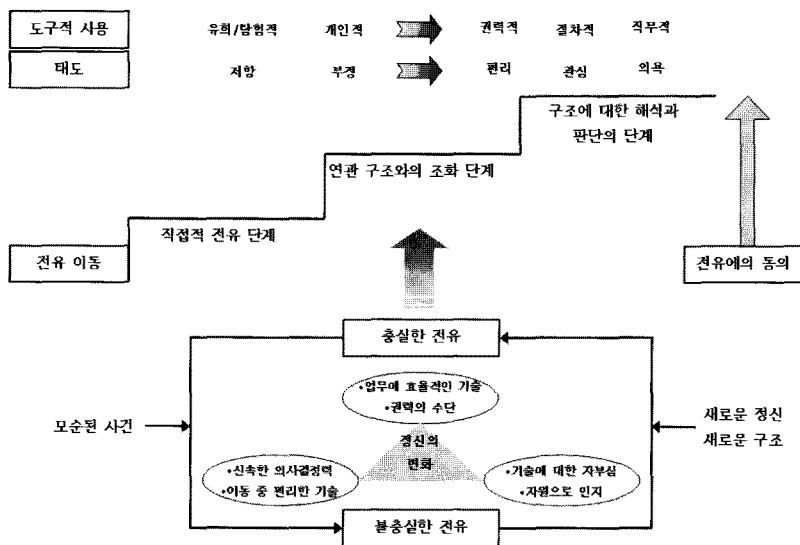 도구적 사용 유희/탐험적 개인적 권력적 절차적 직무적
태도 저항 부정 편리 관심 의욕
구조에 대한 해석과
판단의 단계
연관 구조와의 조화 단계
직접적 전유 단계
전유 이동
전유에의 동의
충실한 전유
•업무에 효율적인 기술
•권력의 수단
모순된 사건
정신의
변화
새로운 정신
새로운 구조
•신속한 의사결정력
•이동 중 편리한 기술
•기술에 대한 자부심
•자원으로 인지
불충실한 전유